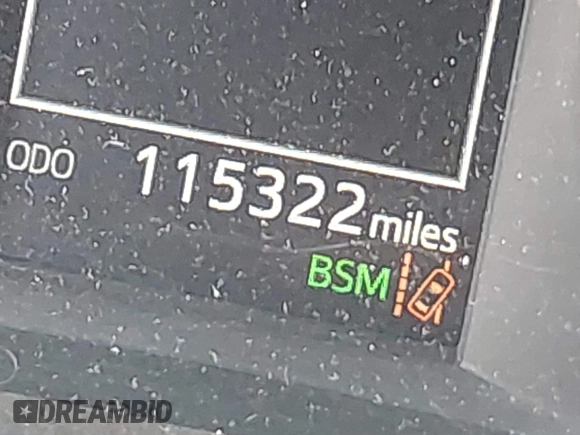 ODO 115322 miles
BSM
DREAMBID